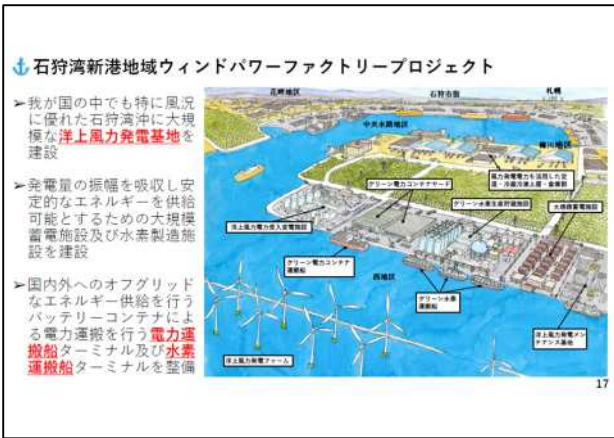 石狩湾新港地域ウィンドパワーファクトリープロジェクト
➢我が国の中でも特に風況
に優れた石狩湾沖に大規
模な洋上風力発電基地を
建設
➢発電量の振幅を吸収し安
定的なエネルギーを供給
可能とするための大規模
蓄電施設及び水素製造施
設を建設
➢国内外へのオフグリッド
なエネルギー供給を行う
バッテリーコンテナによ
る電力運搬を行う電力運
搬船ターミナル及び水素
運搬船ターミナルを整備
花畔地区
石狩市街
札幌
中央水路地区
樽川地区
風力発電電力を活用した定
温・冷蔵冷凍上屋・倉庫群
グリーン電力コンテナヤード
グリーン水素生産貯蔵施設
大規模蓄電施設
洋上風力電力受入変電施設
グリーン電力コンテナ
運搬船
西地区
グリーン水素
運搬船
洋上風力発電メン
テナンス基地
洋上風力発電ファーム
17